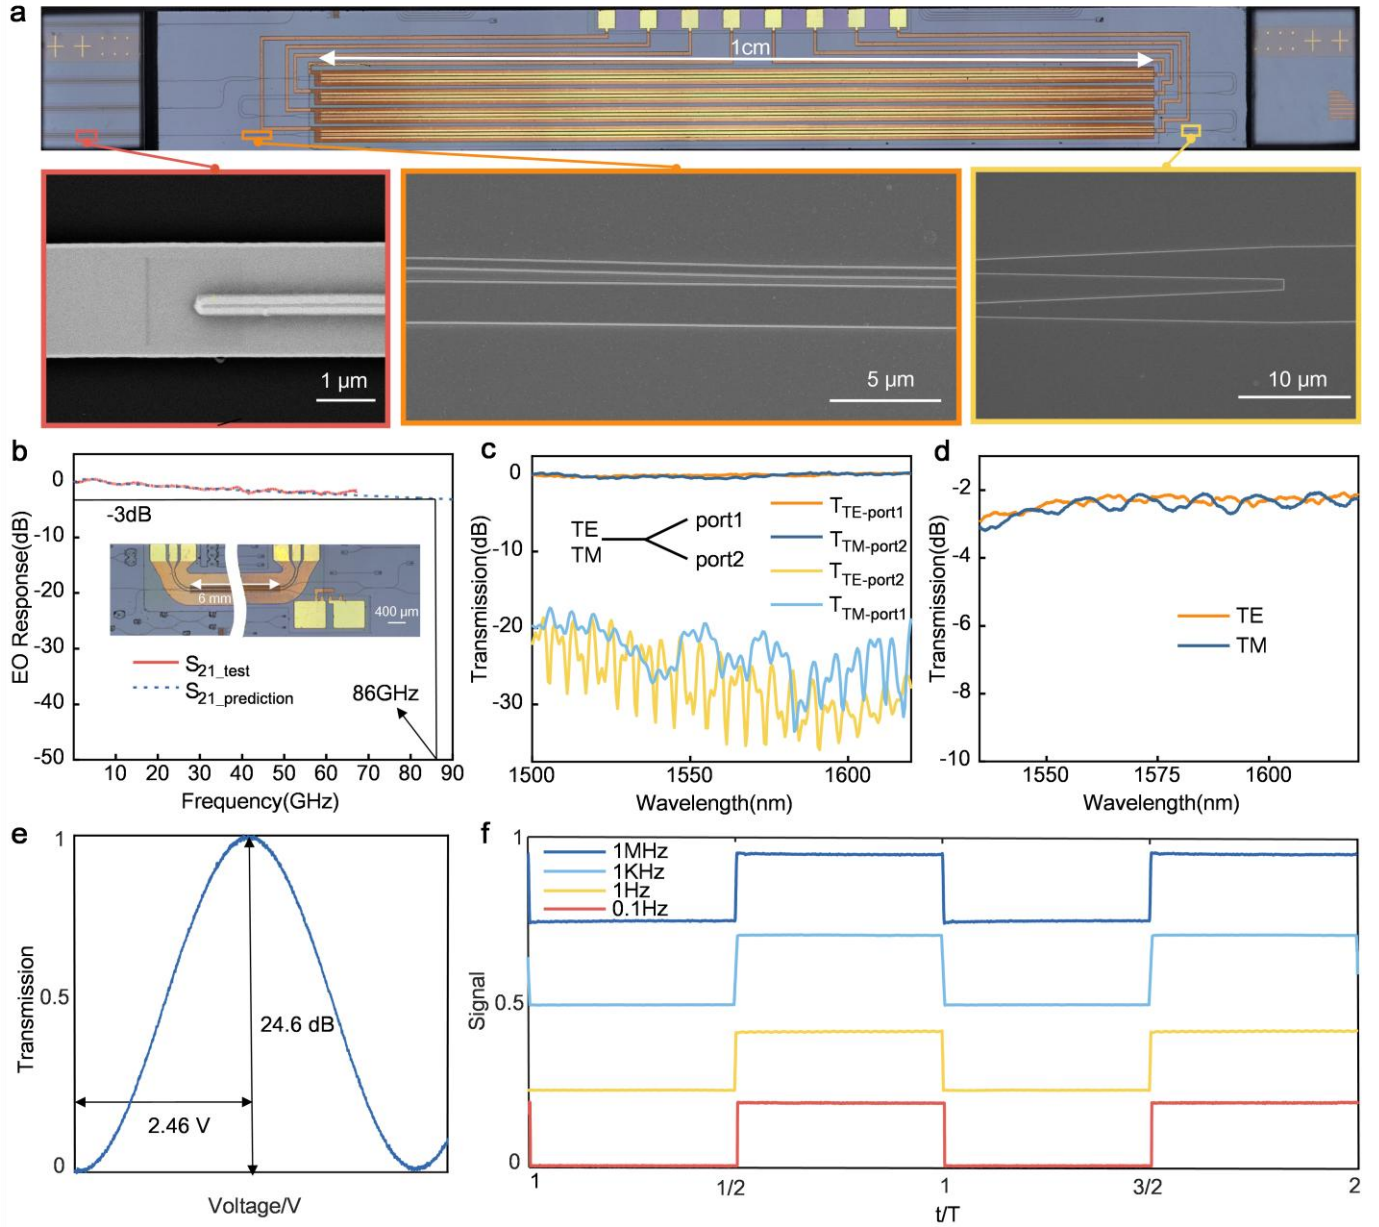 a
1cm
1 μm
5 μm
10 μm
b
EO Response(dB)
0
-10
-20
-30
-40
-50
-3dB
6 mm
400 μm
S21_test
S21_prediction
86GHz
10 20 30 40 50 60 70 80 90
Frequency(GHz)
c
Transmission(dB)
0
-10
-20
-30
TE
TM
port1
port2
TTE-port1
TTM-port2
TTE-port2
TTM-port1
1500 1550 1600
Wavelength(nm)
d
Transmission(dB)
-2
-4
-6
-8
-10
TE
TM
1550 1575 1600
Wavelength(nm)
e
Transmission
1
0.5
0
24.6 dB
2.46 V
Voltage/V
f
Signal
1
0.5
0
1MHz
1KHz
1Hz
0.1Hz
1 1/2 1 3/2 2
t/T